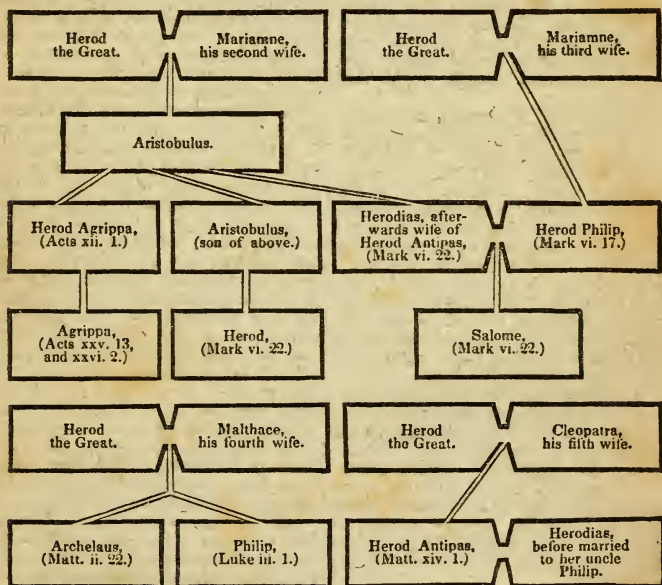 Herod
the Great.
Mariamne,
his second wife.
Herod
the Great.
Mariamne,
his third wife.
Aristobulus.
Herod Agrippa,
(Acts xii. 1.)
Aristobulus,
(son of above.)
Herodias, after-
wards wife of
Herod Antipas,
(Mark vi. 22.)
Herod Philip,
(Mark vi. 17.)
Agrippa,
(Acts xxv. 13,
and xxvi. 2.)
Herod,
(Mark vi. 22.)
Salome,
(Mark vi. 22.)
Herod
the Great.
Malthace,
his fourth wife.
Herod
the Great.
Cleopatra,
his fifth wife.
Archelaus,
(Matt. ii. 22.)
Philip,
(Luke iii. 1.)
Herod Antipas,
(Matt. xiv. 1.)
Herodias,
before married
to her uncle
Philip.